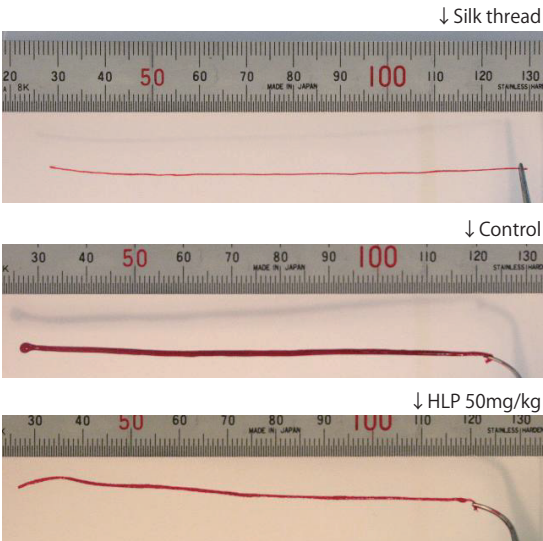 ↓Silk thread
20 30 40 50 60 70 80 90 100 110 120 130
8K MADE IN JAPAN STAINLESS HARD
↓Control
30 40 50 60 70 80 90 100 110 120 130
K MADE IN JAPAN STAINLESS HARD
↓HLP 50mg/kg
30 40 50 60 70 80 90 100 110 120 130
K MADE IN JAPAN STAINLESS HARDEN